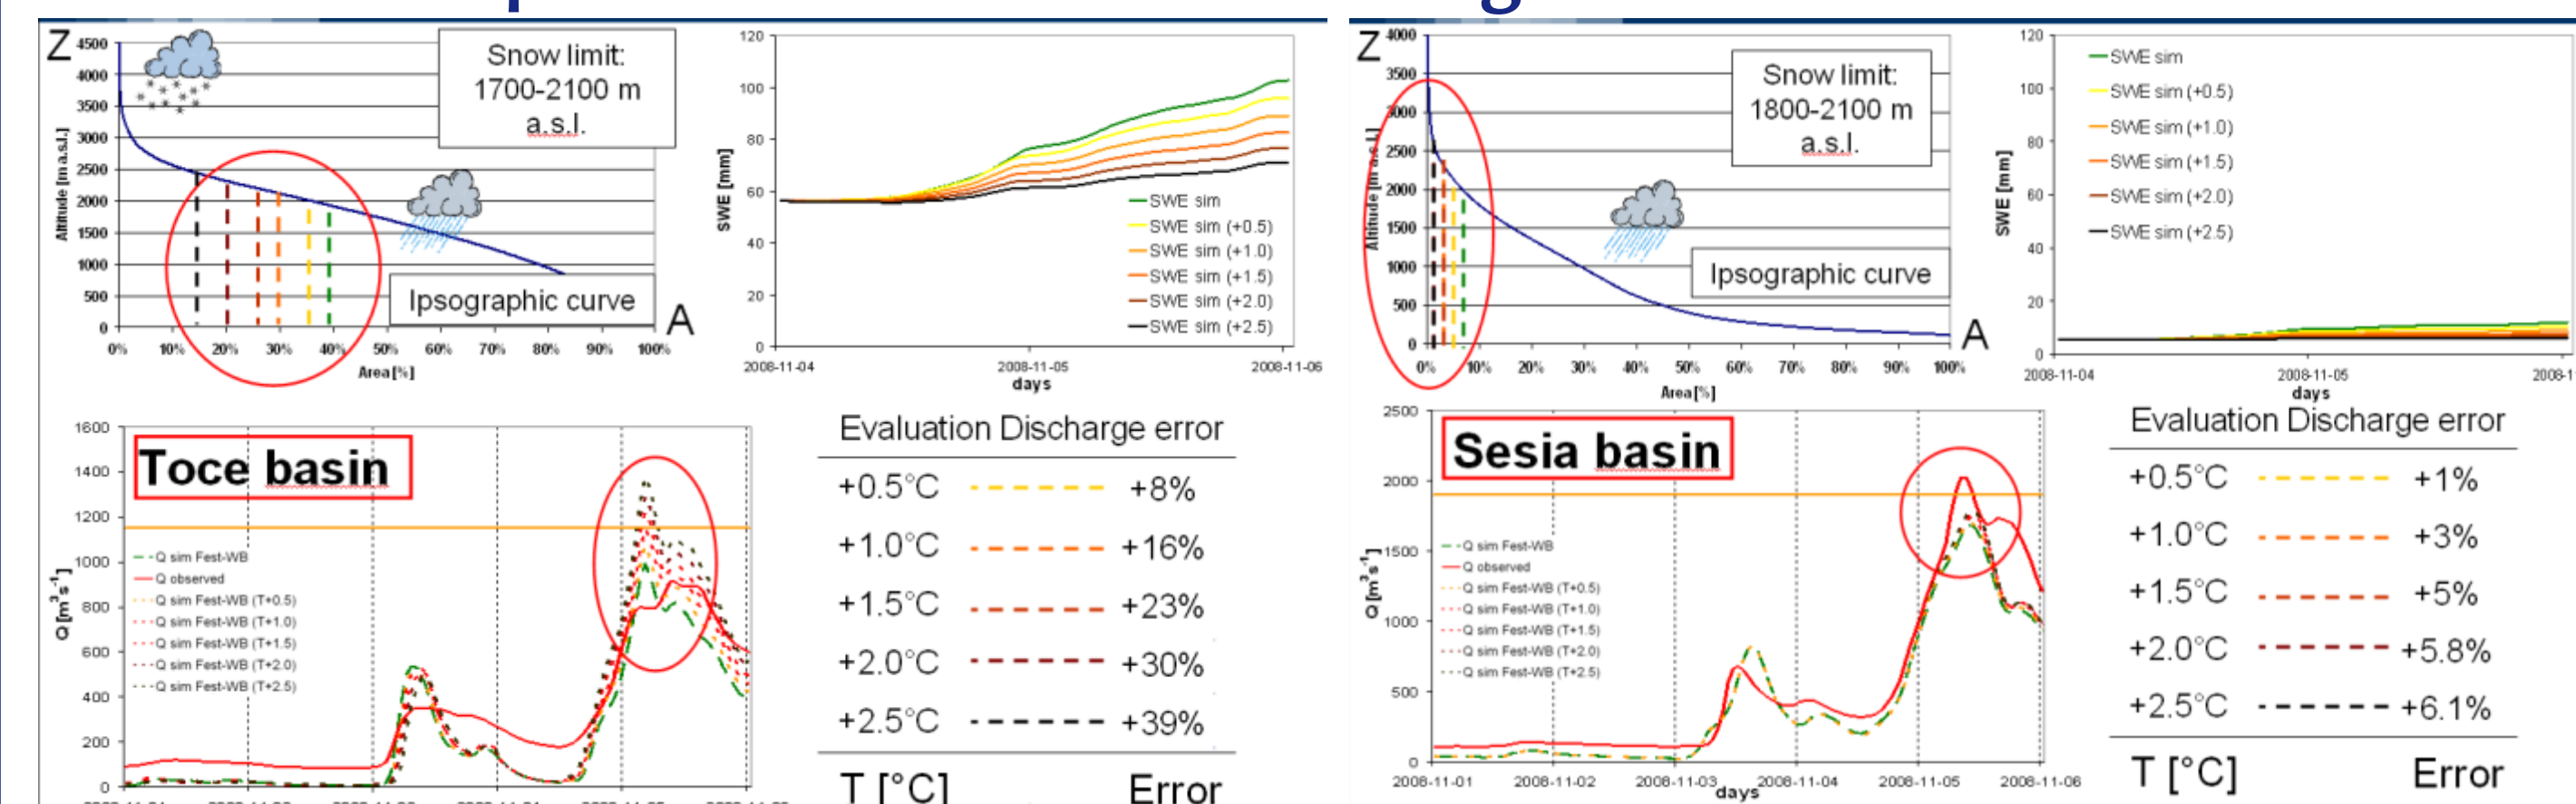 Z
4500
4000
3500
3000
2500
2000
1500
1000
500
0
Altitude [m a.s.l.]
0% 10% 20% 30% 40% 50% 60% 70% 80% 90% 100%
Area[%]
A
Snow limit:
1700-2100 m
a.s.l.
Ipsographic curve
120
100
80
60
40
20
0
SWE [mm]
SWE sim
SWE sim (+0.5)
SWE sim (+1.0)
SWE sim (+1.5)
SWE sim (+2.0)
SWE sim (+2.5)
2008-11-04 2008-11-05 2008-11-06
days
Z
4000
3500
3000
2500
2000
1500
1000
500
0
Altitude [m a.s.l.]
0% 10% 20% 30% 40% 50% 60% 70% 80% 90% 100%
Area[%]
A
Snow limit:
1800-2100 m
a.s.l.
Ipsographic curve
120
100
80
60
40
20
0
SWE [mm]
SWE sim
SWE sim (+0.5)
SWE sim (+1.0)
SWE sim (+1.5)
SWE sim (+2.0)
SWE sim (+2.5)
2008-11-04 2008-11-05 2008-11
days
1600
1400
1200
1000
800
600
400
200
0
Q [m³s⁻¹]
Toce basin
Q sim Fest-WB
Q observed
Q sim Fest-WB (T+0.5)
Q sim Fest-WB (T+1.0)
Q sim Fest-WB (T+1.5)
Q sim Fest-WB (T+2.0)
Q sim Fest-WB (T+2.5)
Evaluation Discharge error
+0.5°C +8%
+1.0°C +16%
+1.5°C +23%
+2.0°C +30%
+2.5°C +39%
T [°C] Error
2500
2000
1500
1000
500
0
Q [m³s⁻¹]
Sesia basin
Q sim Fest-WB
Q observed
Q sim Fest-WB (T+0.5)
Q sim Fest-WB (T+1.0)
Q sim Fest-WB (T+1.5)
Q sim Fest-WB (T+2.0)
Q sim Fest-WB (T+2.5)
2008-11-01 2008-11-02 2008-11-03 2008-11-04 2008-11-05 2008-11-06
days
Evaluation Discharge error
+0.5°C +1%
+1.0°C +3%
+1.5°C +5%
+2.0°C +5.8%
+2.5°C +6.1%
T [°C] Error